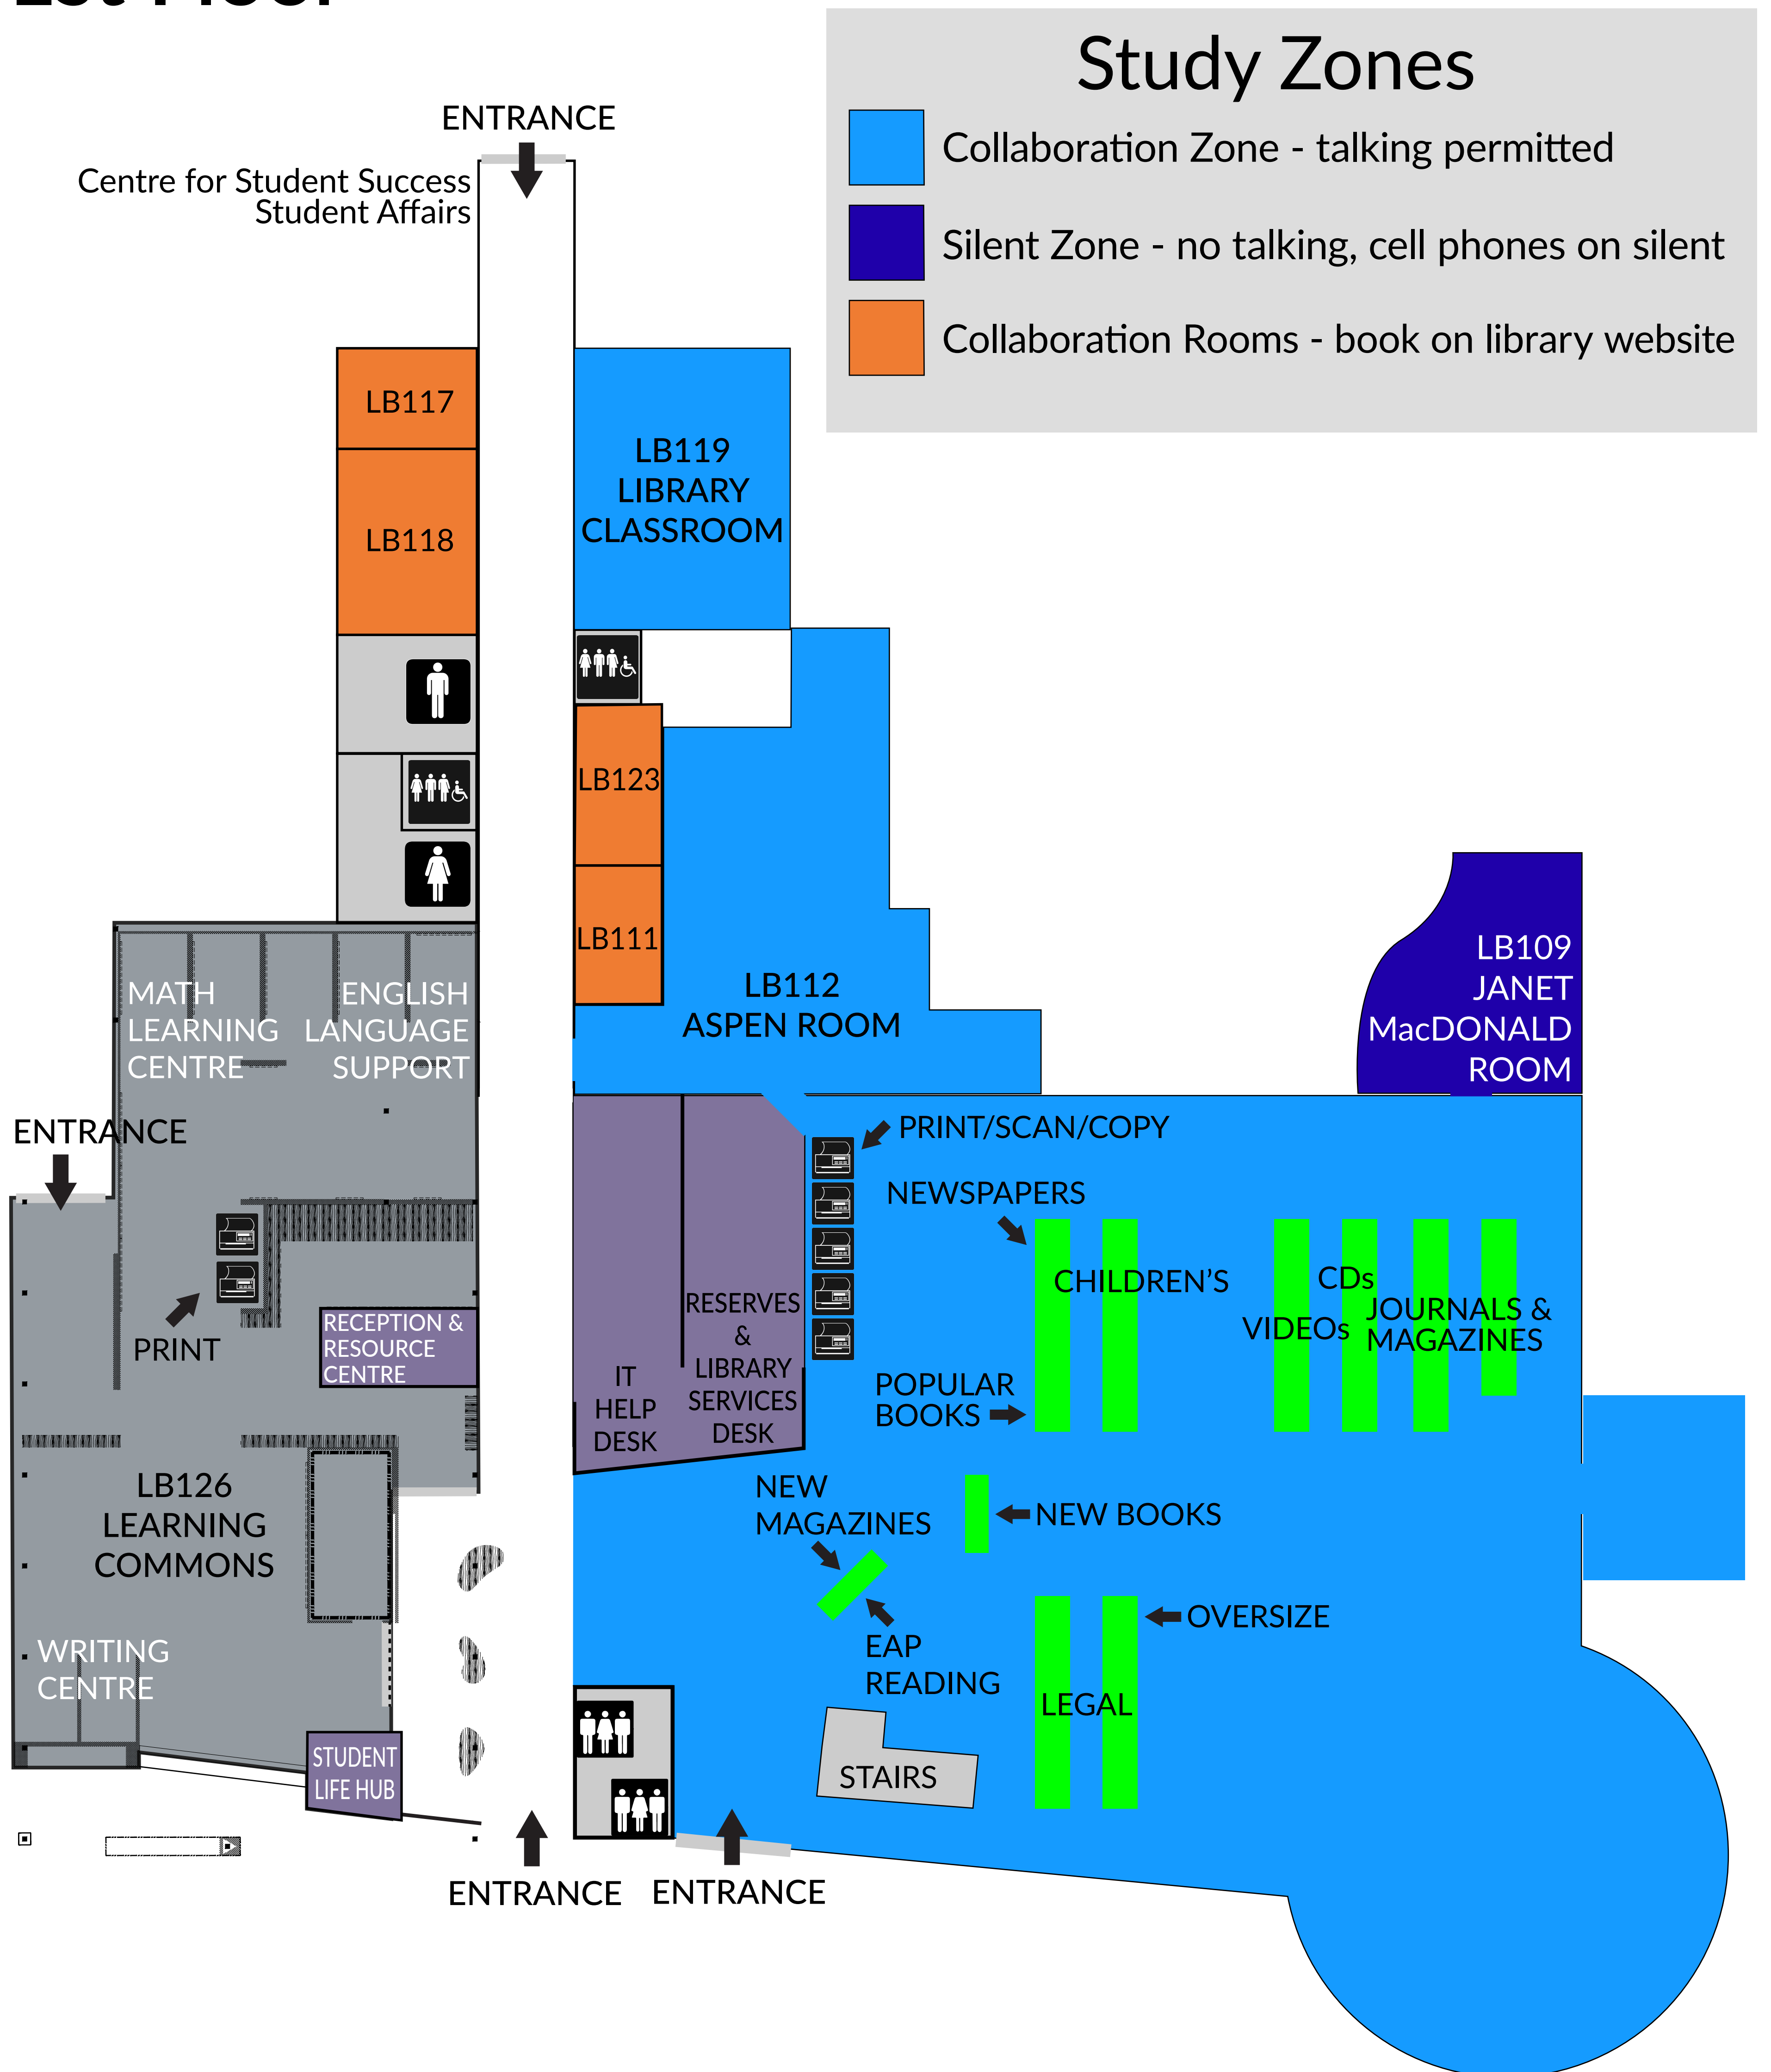 1st Floor
Study Zones
Collaboration Zone - talking permitted
Silent Zone - no talking, cell phones on silent
Collaboration Rooms - book on library website
ENTRANCE
Centre for Student Success
Student Affairs
LB117
LB118
LB119
LIBRARY
CLASSROOM
LB123
LB111
LB112
ASPEN ROOM
LB109
JANET
MacDONALD
ROOM
MATH
LEARNING
CENTRE
ENGLISH
LANGUAGE
SUPPORT
ENTRANCE
PRINT
RECEPTION &
RESOURCE
CENTRE
LB126
LEARNING
COMMONS
WRITING
CENTRE
STUDENT
LIFE HUB
IT
HELP
DESK
RESERVES
&
LIBRARY
SERVICES
DESK
PRINT/SCAN/COPY
NEWSPAPERS
CHILDREN'S
CDs
VIDEOs
JOURNALS &
MAGAZINES
POPULAR
BOOKS
NEW
MAGAZINES
NEW BOOKS
EAP
READING
OVERSIZE
LEGAL
STAIRS
ENTRANCE
ENTRANCE